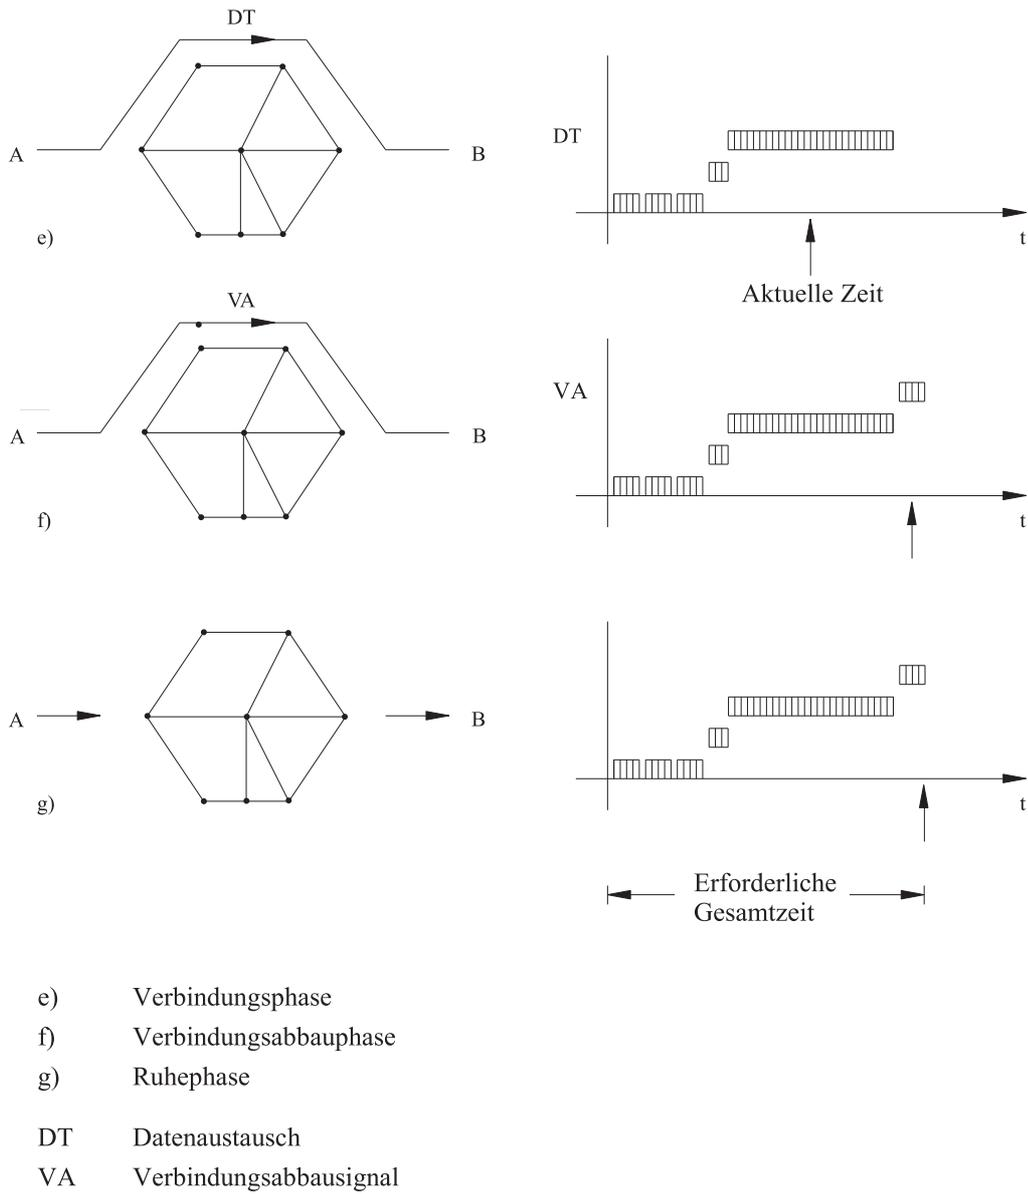 DT
A
B
e)
DT
t
Aktuelle Zeit
VA
A
B
f)
VA
t
A
B
g)
t
Erforderliche
Gesamtzeit
e) Verbindungsphase
f) Verbindungsabbauphase
g) Ruhephase
DT Datenaustausch
VA Verbindungsabbausignal